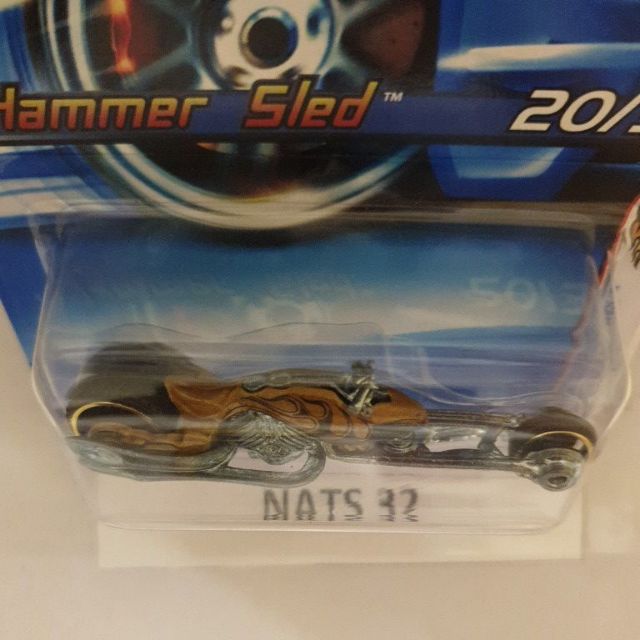 Hammer Sled™
20/
NATS 32